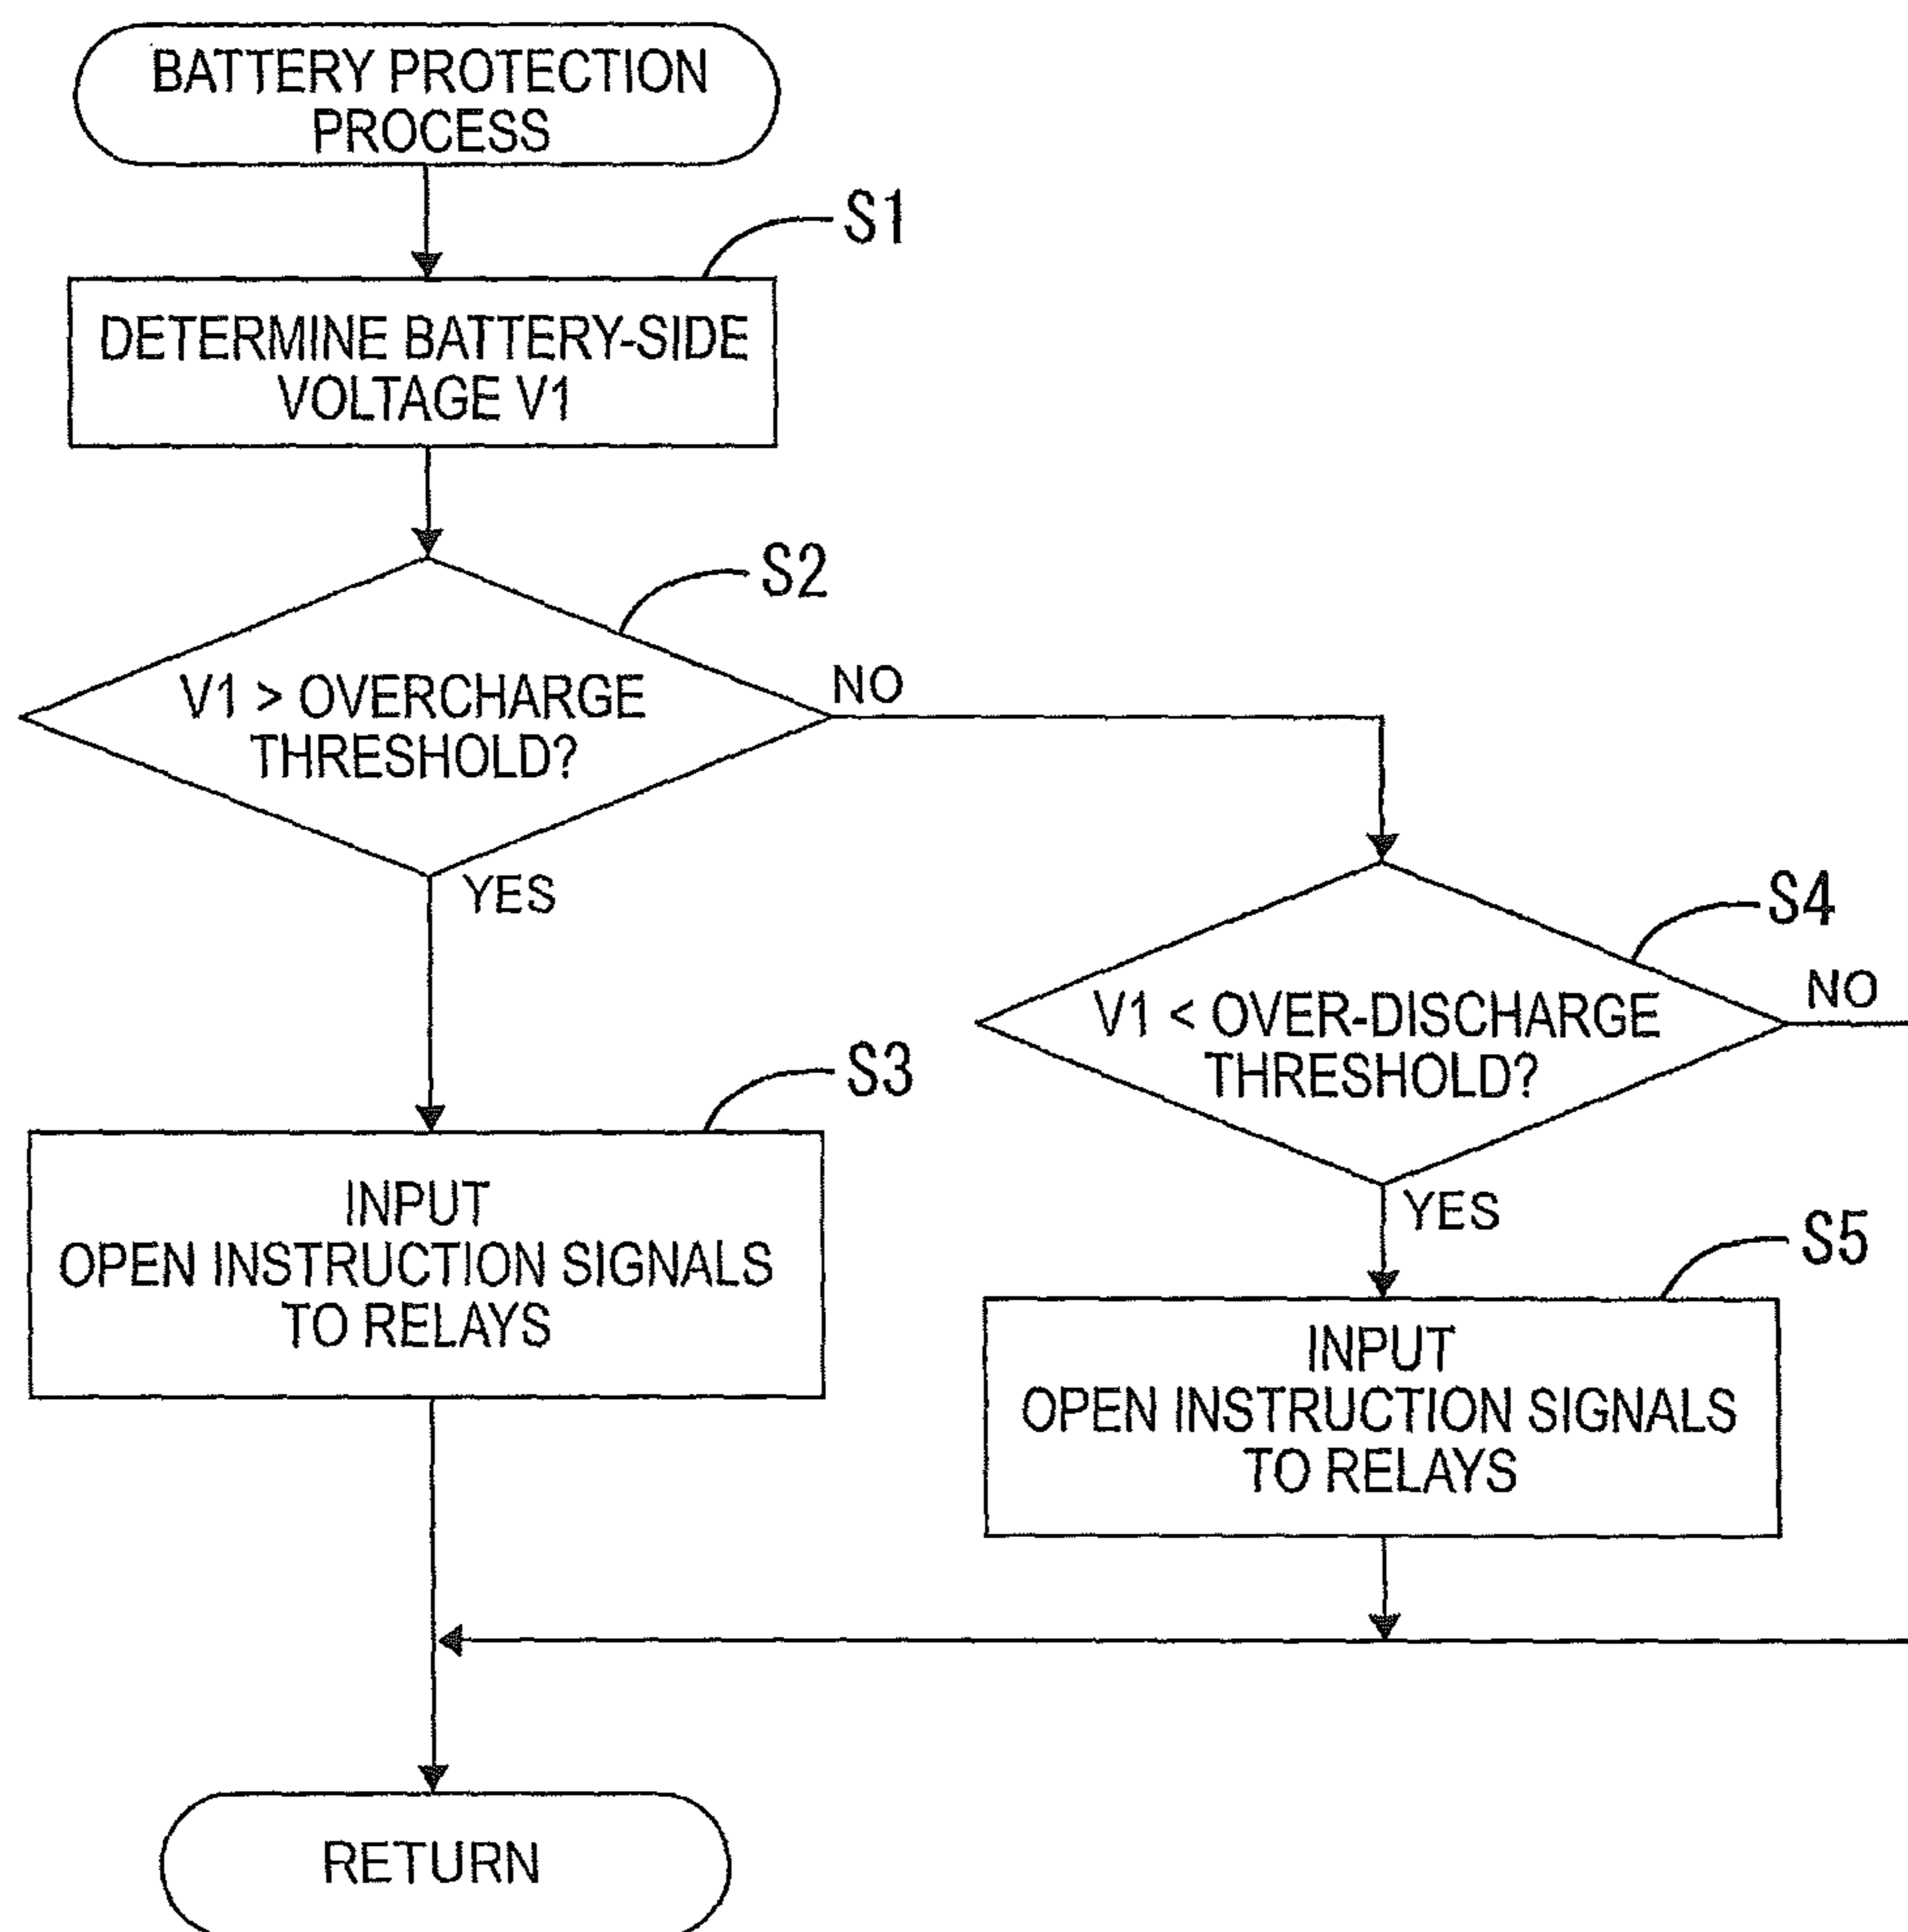 BATTERY PROTECTION
PROCESS
S1
DETERMINE BATTERY-SIDE
VOLTAGE V1
S2
V1 > OVERCHARGE
THRESHOLD?
NO
YES
S4
V1 < OVER-DISCHARGE
THRESHOLD?
NO
YES
S3
INPUT
OPEN INSTRUCTION SIGNALS
TO RELAYS
S5
INPUT
OPEN INSTRUCTION SIGNALS
TO RELAYS
RETURN